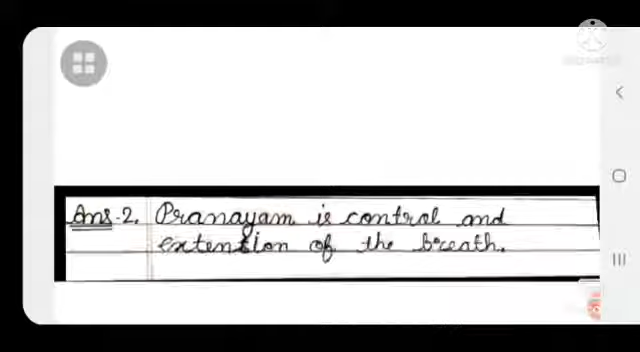 Ans-2. Pranayam is control and
extention of the breath.